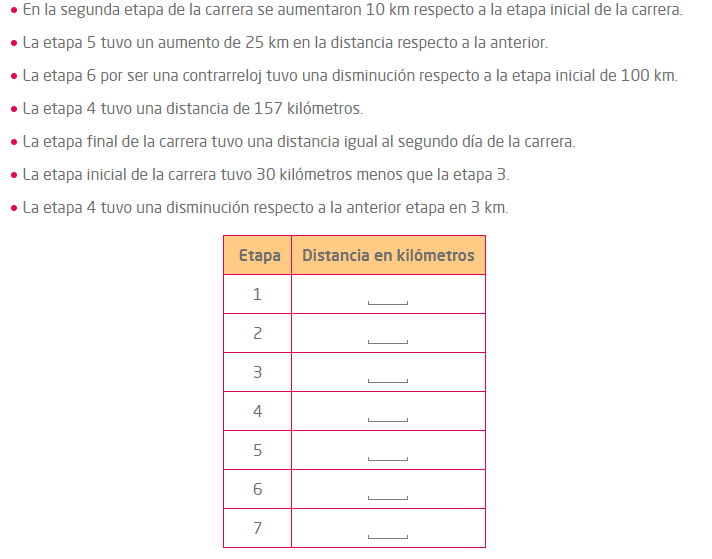 • En la segunda etapa de la carrera se aumentaron 10 km respecto a la etapa inicial de la carrera.
• La etapa 5 tuvo un aumento de 25 km en la distancia respecto a la anterior.
• La etapa 6 por ser una contrarreloj tuvo una disminución respecto a la etapa inicial de 100 km.
• La etapa 4 tuvo una distancia de 157 kilómetros.
• La etapa final de la carrera tuvo una distancia igual al segundo día de la carrera.
• La etapa inicial de la carrera tuvo 30 kilómetros menos que la etapa 3.
• La etapa 4 tuvo una disminución respecto a la anterior etapa en 3 km.
Etapa Distancia en kilómetros
1
2
3
4
5
6
7